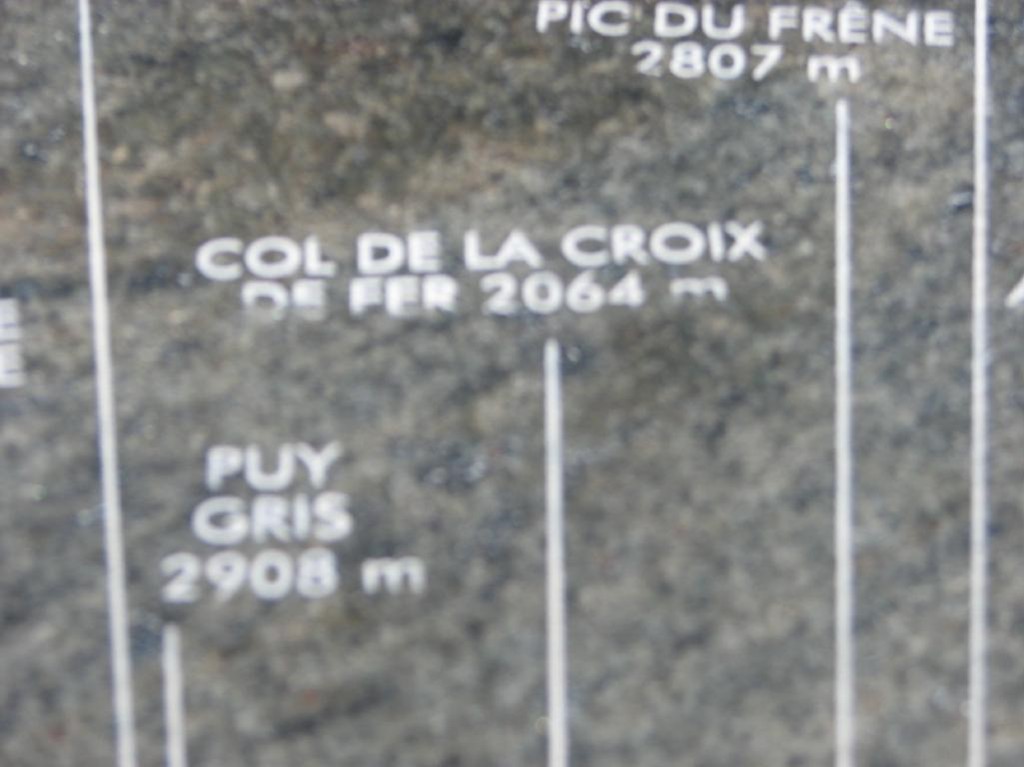 PIC DU FRÊNE
2807 m
COL DE LA CROIX
DE FER 2064 m
PUY
GRIS
2908 m